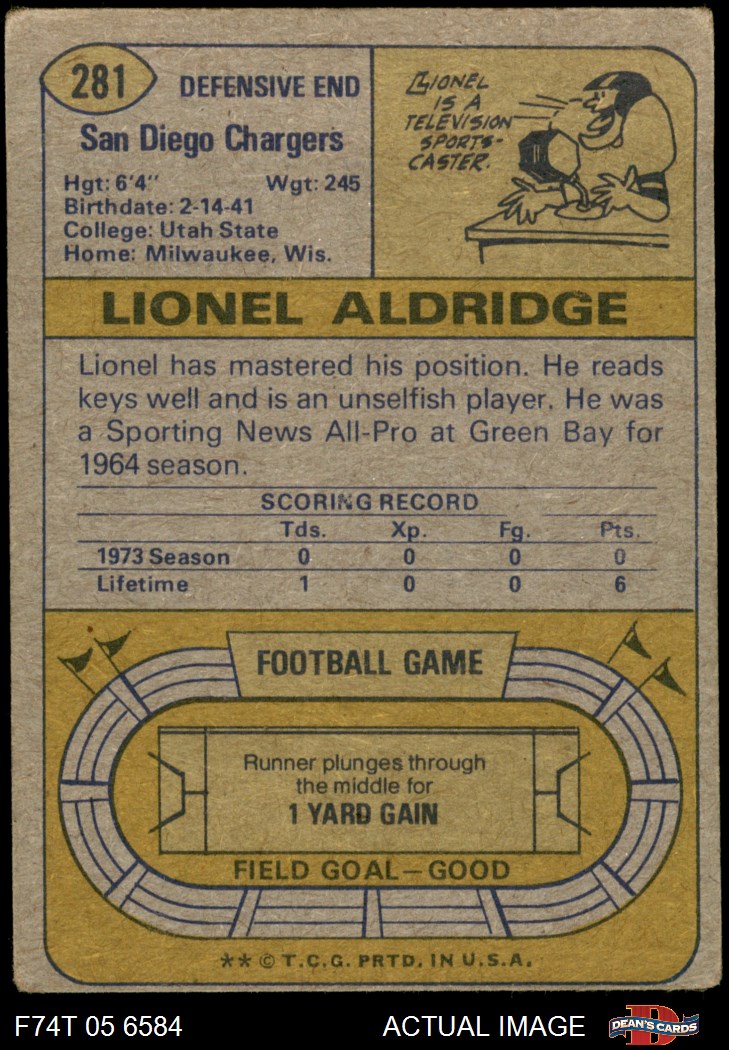 281
DEFENSIVE END
San Diego Chargers
Hgt: 6'4" Wgt: 245
Birthdate: 2-14-41
College: Utah State
Home: Milwaukee, Wis.
LIONEL
IS A
TELEVISION
SPORTS-
CASTER.
LIONEL ALDRIDGE
Lionel has mastered his position. He reads
keys well and is an unselfish player. He was
a Sporting News All-Pro at Green Bay for
1964 season.
SCORING RECORD
Tds. Xp. Fg. Pts.
1973 Season 0 0 0 0
Lifetime 1 0 0 6
FOOTBALL GAME
Runner plunges through
the middle for
1 YARD GAIN
FIELD GOAL—GOOD
** © T.C.G. PRTD. IN U.S.A.
F74T 05 6584 ACTUAL IMAGE
D
DEAN'S CARDS